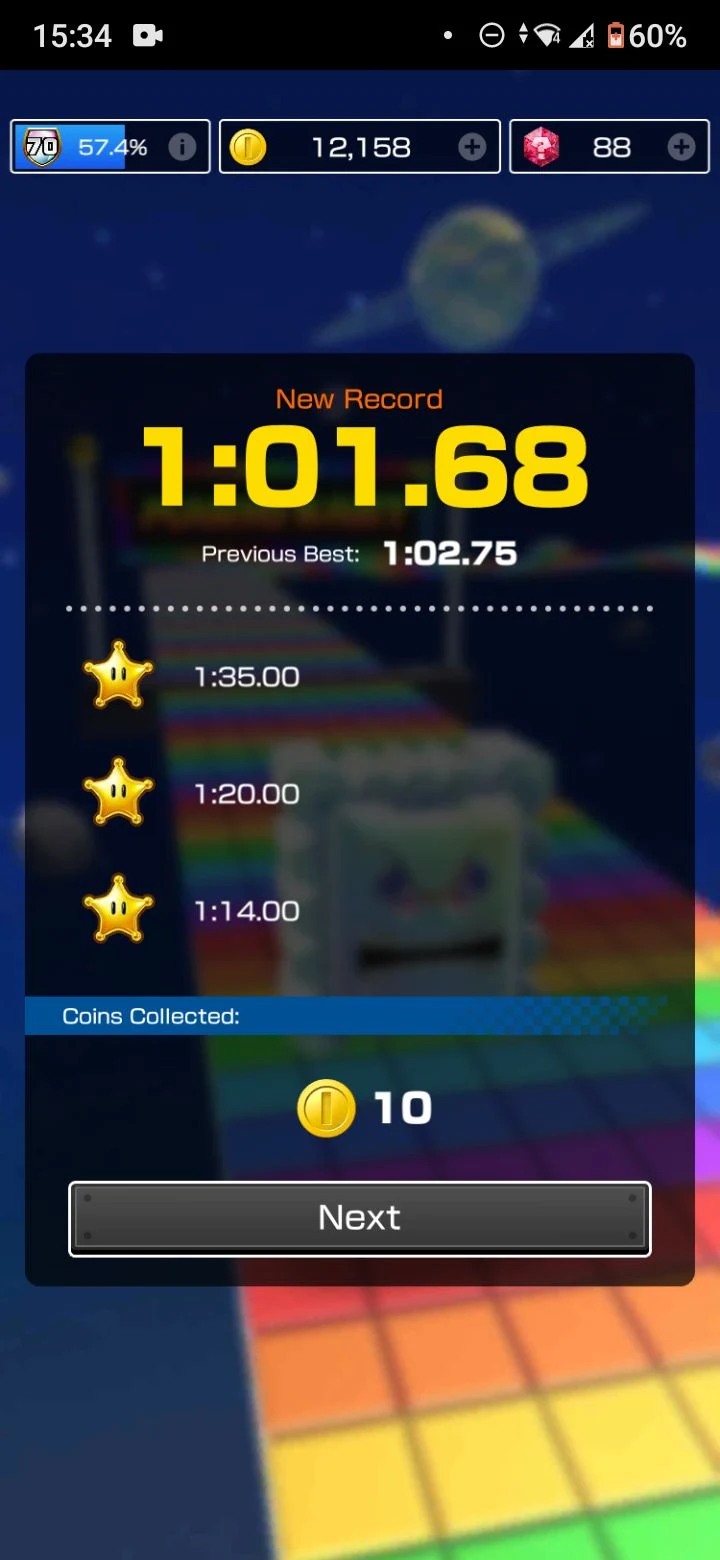 15:34
60%
70 57.4% i 12,158 + ? 88 +
New Record
1:01.68
Previous Best: 1:02.75
1:35.00
1:20.00
1:14.00
Coins Collected:
10
Next